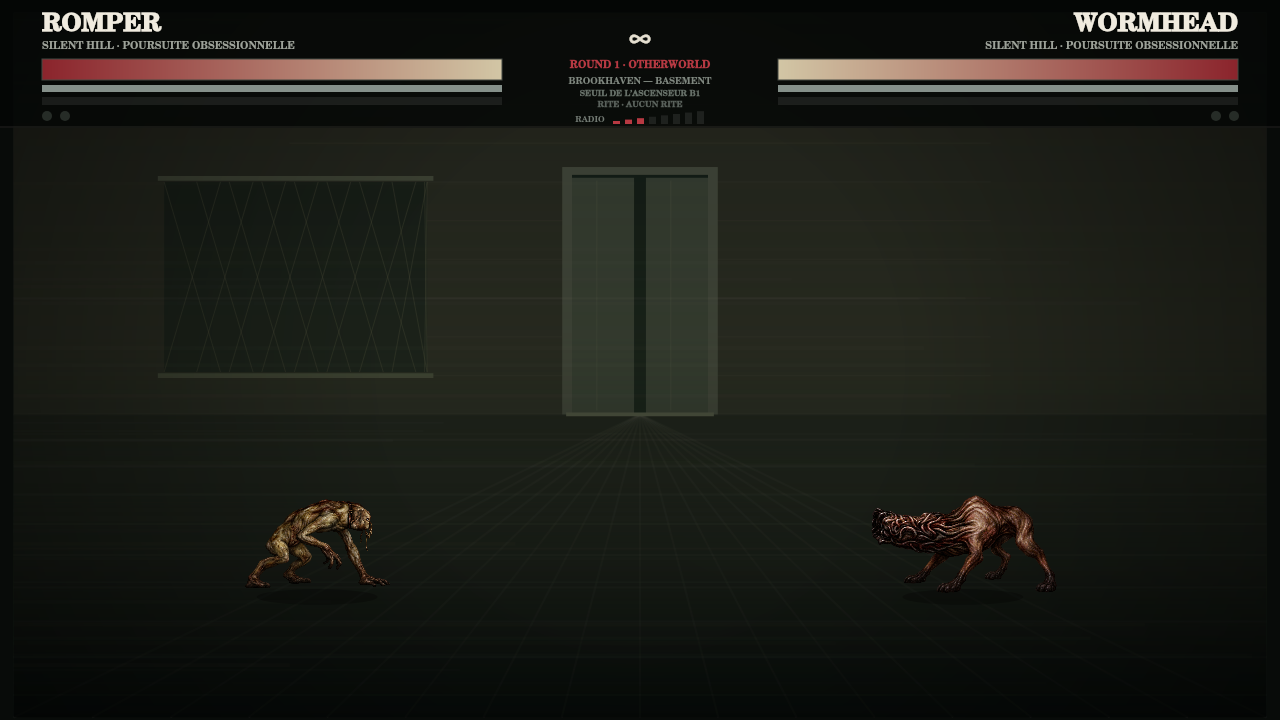 ROMPER
SILENT HILL · POURSUITE OBSESSIONNELLE
∞
ROUND 1 · OTHERWORLD
BROOKHAVEN — BASEMENT
SEUIL DE L'ASCENSEUR B1
RITE · AUCUN RITE
RADIO
WORMHEAD
SILENT HILL · POURSUITE OBSESSIONNELLE